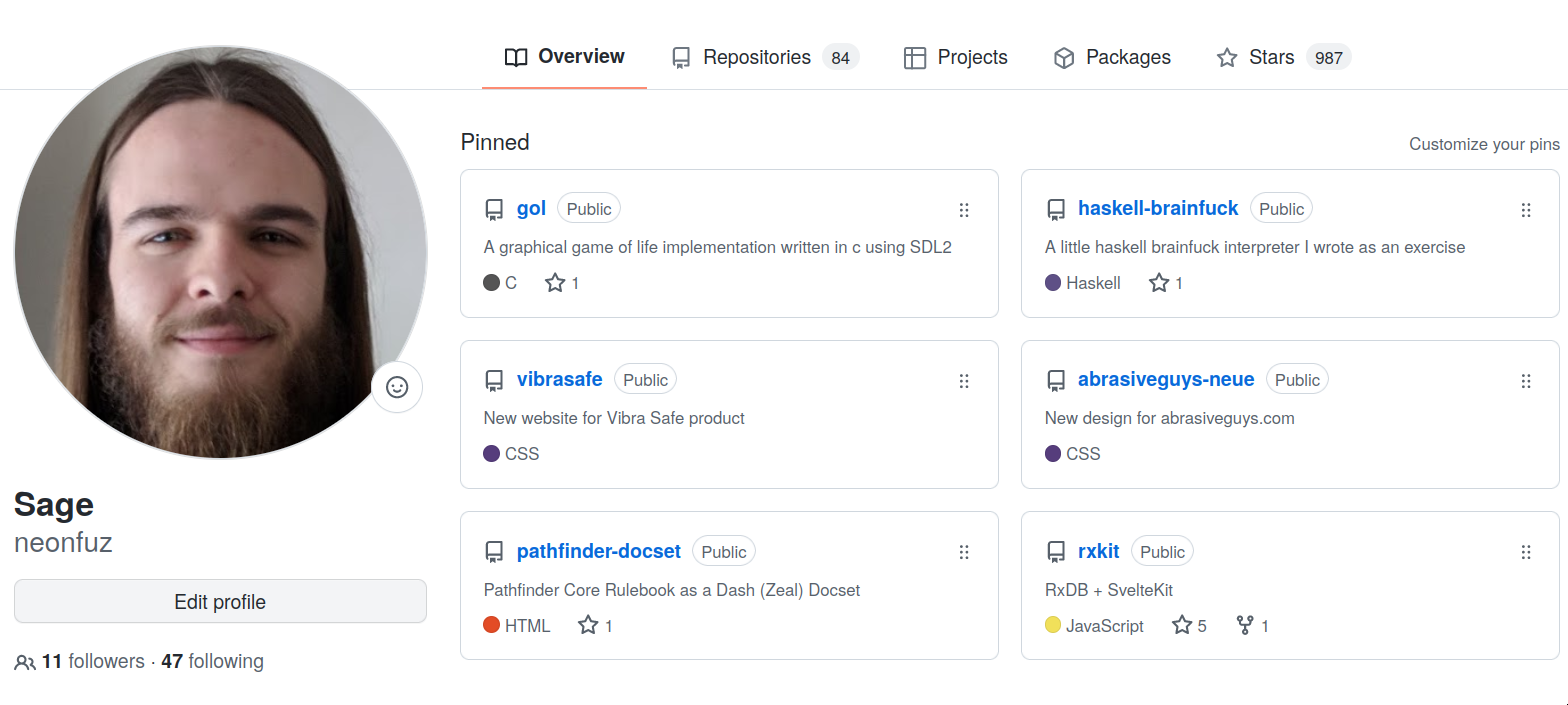 Overview Repositories 84 Projects Packages Stars 987
Pinned
Customize your pins
gol Public
A graphical game of life implementation written in c using SDL2
C 1
haskell-brainfuck Public
A little haskell brainfuck interpreter I wrote as an exercise
Haskell 1
vibrasafe Public
New website for Vibra Safe product
CSS
abrasiveguys-neue Public
New design for abrasiveguys.com
CSS
pathfinder-docset Public
Pathfinder Core Rulebook as a Dash (Zeal) Docset
HTML 1
rxkit Public
RxDB + SvelteKit
JavaScript 5 1
Sage
neonfuz
Edit profile
11 followers · 47 following